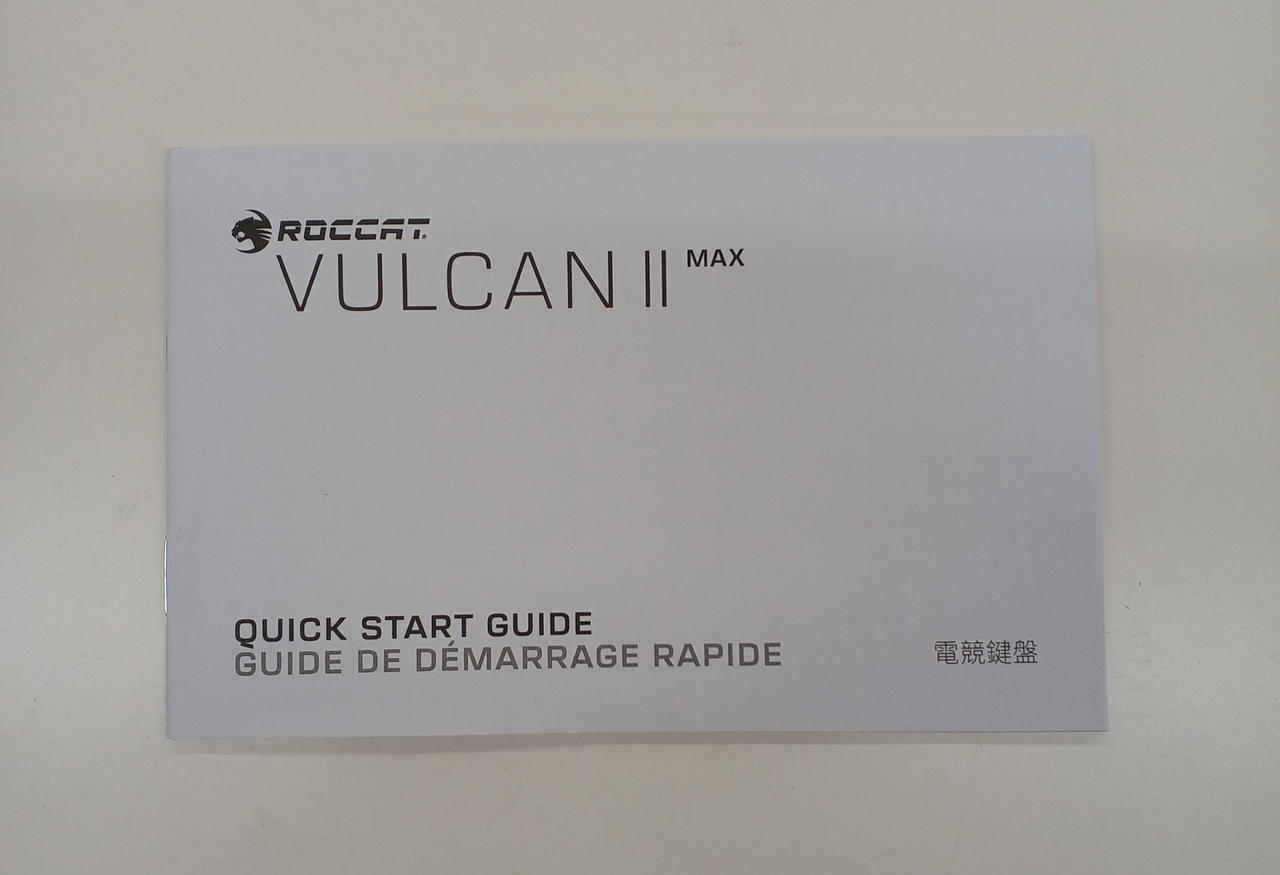 ROCCAT
VULCAN II MAX
QUICK START GUIDE
GUIDE DE DÉMARRAGE RAPIDE
電競鍵盤